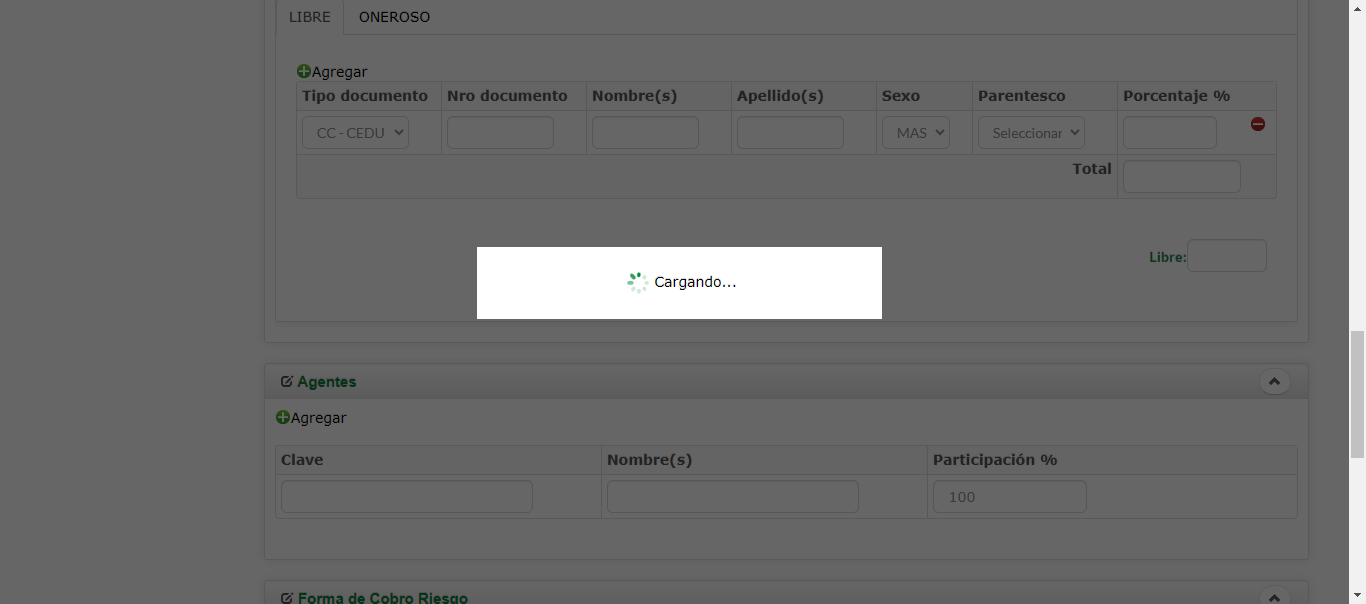 LIBRE ONEROSO
Agregar
Tipo documento Nro documento Nombre(s) Apellido(s) Sexo Parentesco Porcentaje %
CC - CEDU MAS Seleccionar
Total
Libre:
Cargando...
Agentes
Agregar
Clave Nombre(s) Participación %
100
Forma de Cobro Riesgo